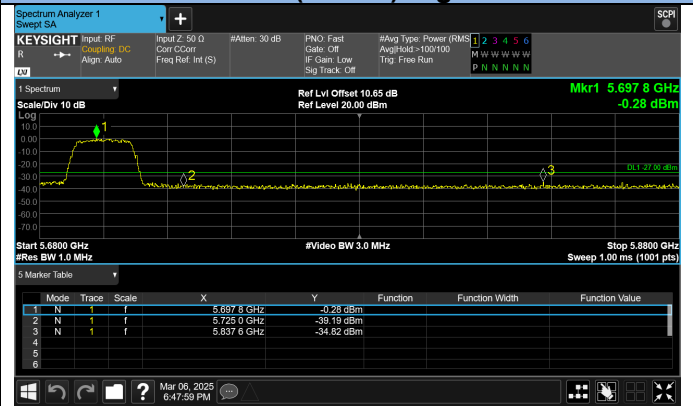 Spectrum Analyzer 1
Swept SA
+
SCPI
KEYSIGHT
R
LXI
Input: RF
Coupling: DC
Align: Auto
Input Z: 50 Ω
Corr CCorr
Freq Ref: Int (S)
#Atten: 30 dB
PNO: Fast
Gate: Off
IF Gain: Low
Sig Track: Off
#Avg Type: Power (RMS
Avg|Hold:>100/100
Trig: Free Run
1 2 3 4 5 6
M W W W W W
P N N N N N
1 Spectrum
Scale/Div 10 dB
Ref Lvl Offset 10.65 dB
Ref Level 20.00 dBm
Mkr1 5.697 8 GHz
-0.28 dBm
Log
10.0
0.00
-10.0
-20.0
-30.0
-40.0
-50.0
-60.0
-70.0
1
2
3
DL1 -27.00 dBm
Start 5.6800 GHz
#Res BW 1.0 MHz
#Video BW 3.0 MHz
Stop 5.8800 GHz
Sweep 1.00 ms (1001 pts)
5 Marker Table
Mode Trace Scale X Y Function Function Width Function Value
1 N 1 f 5.697 8 GHz -0.28 dBm
2 N 1 f 5.725 0 GHz -39.19 dBm
3 N 1 f 5.837 6 GHz -34.82 dBm
4
5
6
?
Mar 06, 2025
6:47:59 PM